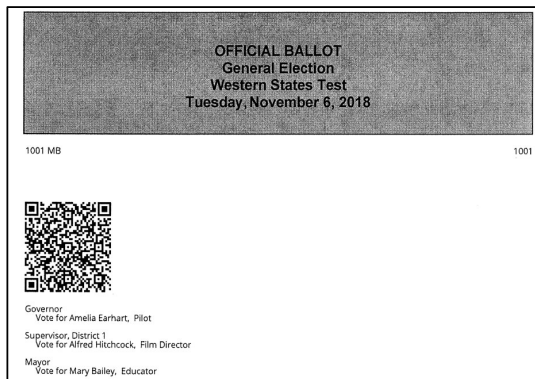 OFFICIAL BALLOT
General Election
Western States Test
Tuesday, November 6, 2018
1001 MB 1001
Governor
Vote for Amelia Earhart, Pilot
Supervisor, District 1
Vote for Alfred Hitchcock, Film Director
Mayor
Vote for Mary Bailey, Educator